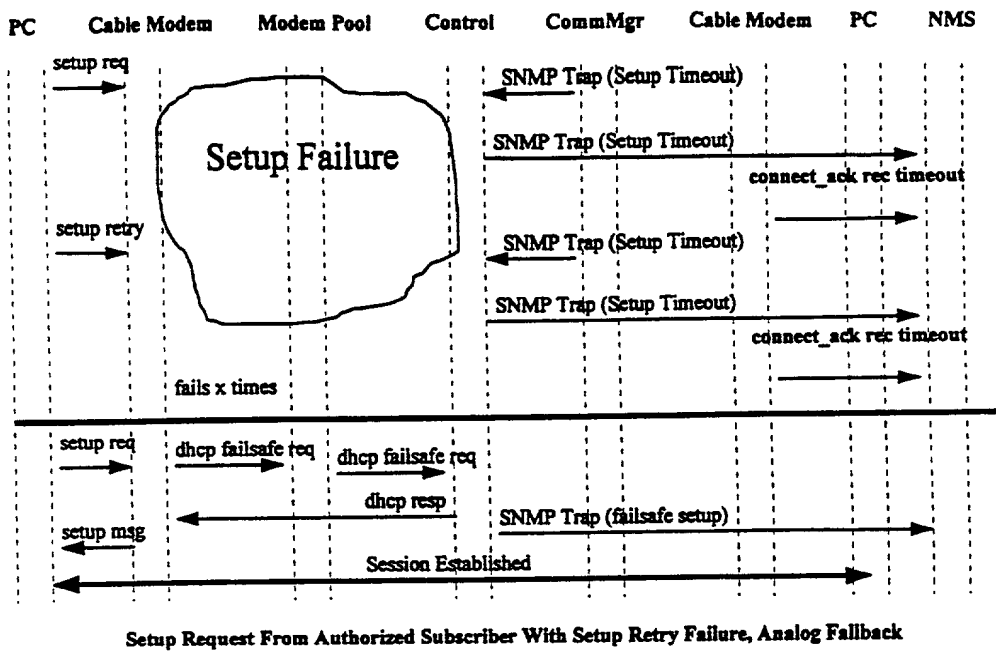 PC Cable Modem Modem Pool Control CommMgr Cable Modem PC NMS
setup req
SNMP Trap (Setup Timeout)
SNMP Trap (Setup Timeout)
Setup Failure
connect_ack rec timeout
setup retry
SNMP Trap (Setup Timeout)
SNMP Trap (Setup Timeout)
connect_ack rec timeout
fails x times
setup req
dhcp failsafe req
dhcp failsafe req
dhcp resp
SNMP Trap (failsafe setup)
setup msg
Session Established
Setup Request From Authorized Subscriber With Setup Retry Failure, Analog Fallback